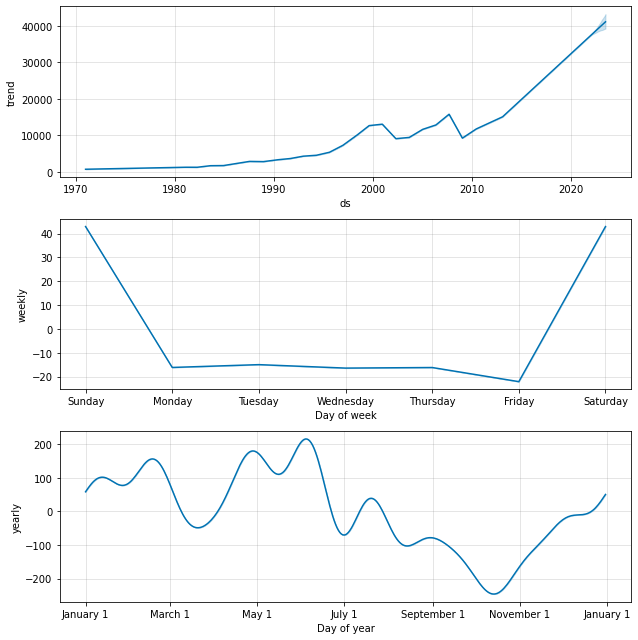 40000
30000
20000
10000
0
trend
1970 1980 1990 2000 2010 2020
ds
40
30
20
10
0
−10
−20
weekly
Sunday Monday Tuesday Wednesday Thursday Friday Saturday
Day of week
200
100
0
−100
−200
yearly
January 1 March 1 May 1 July 1 September 1 November 1 January 1
Day of year